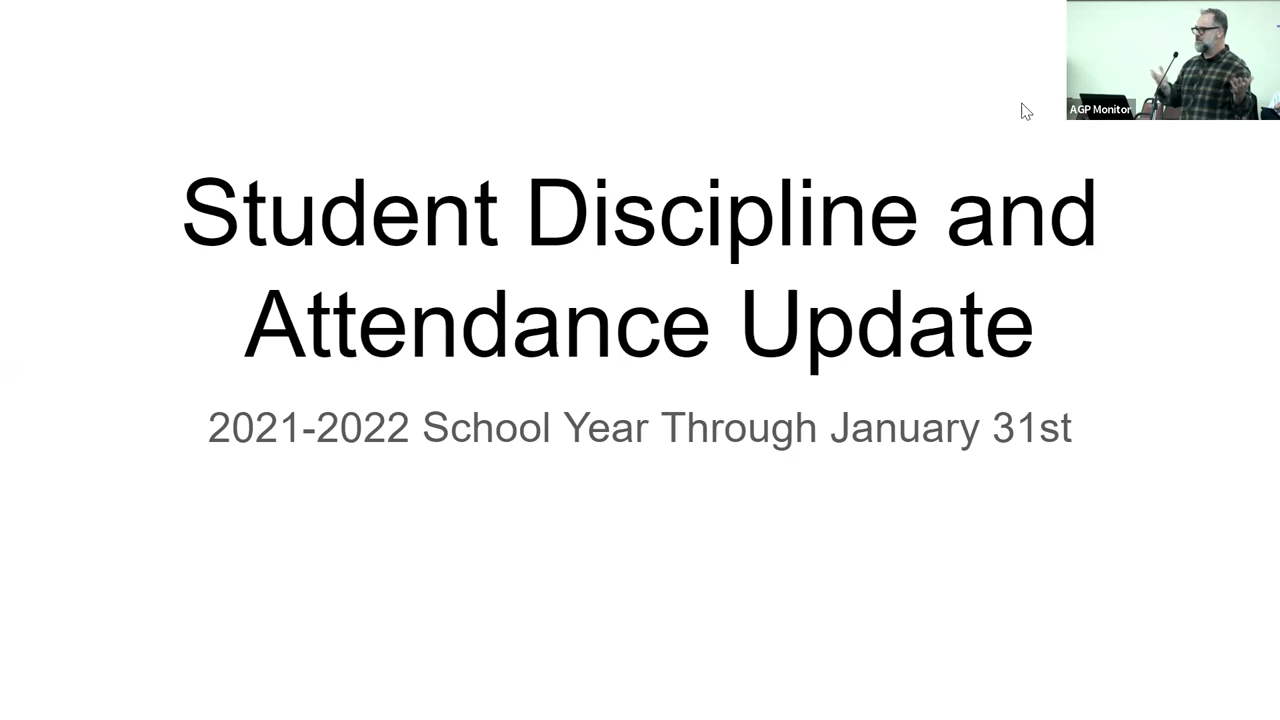 AGP Monitor
Student Discipline and
Attendance Update
2021-2022 School Year Through January 31st